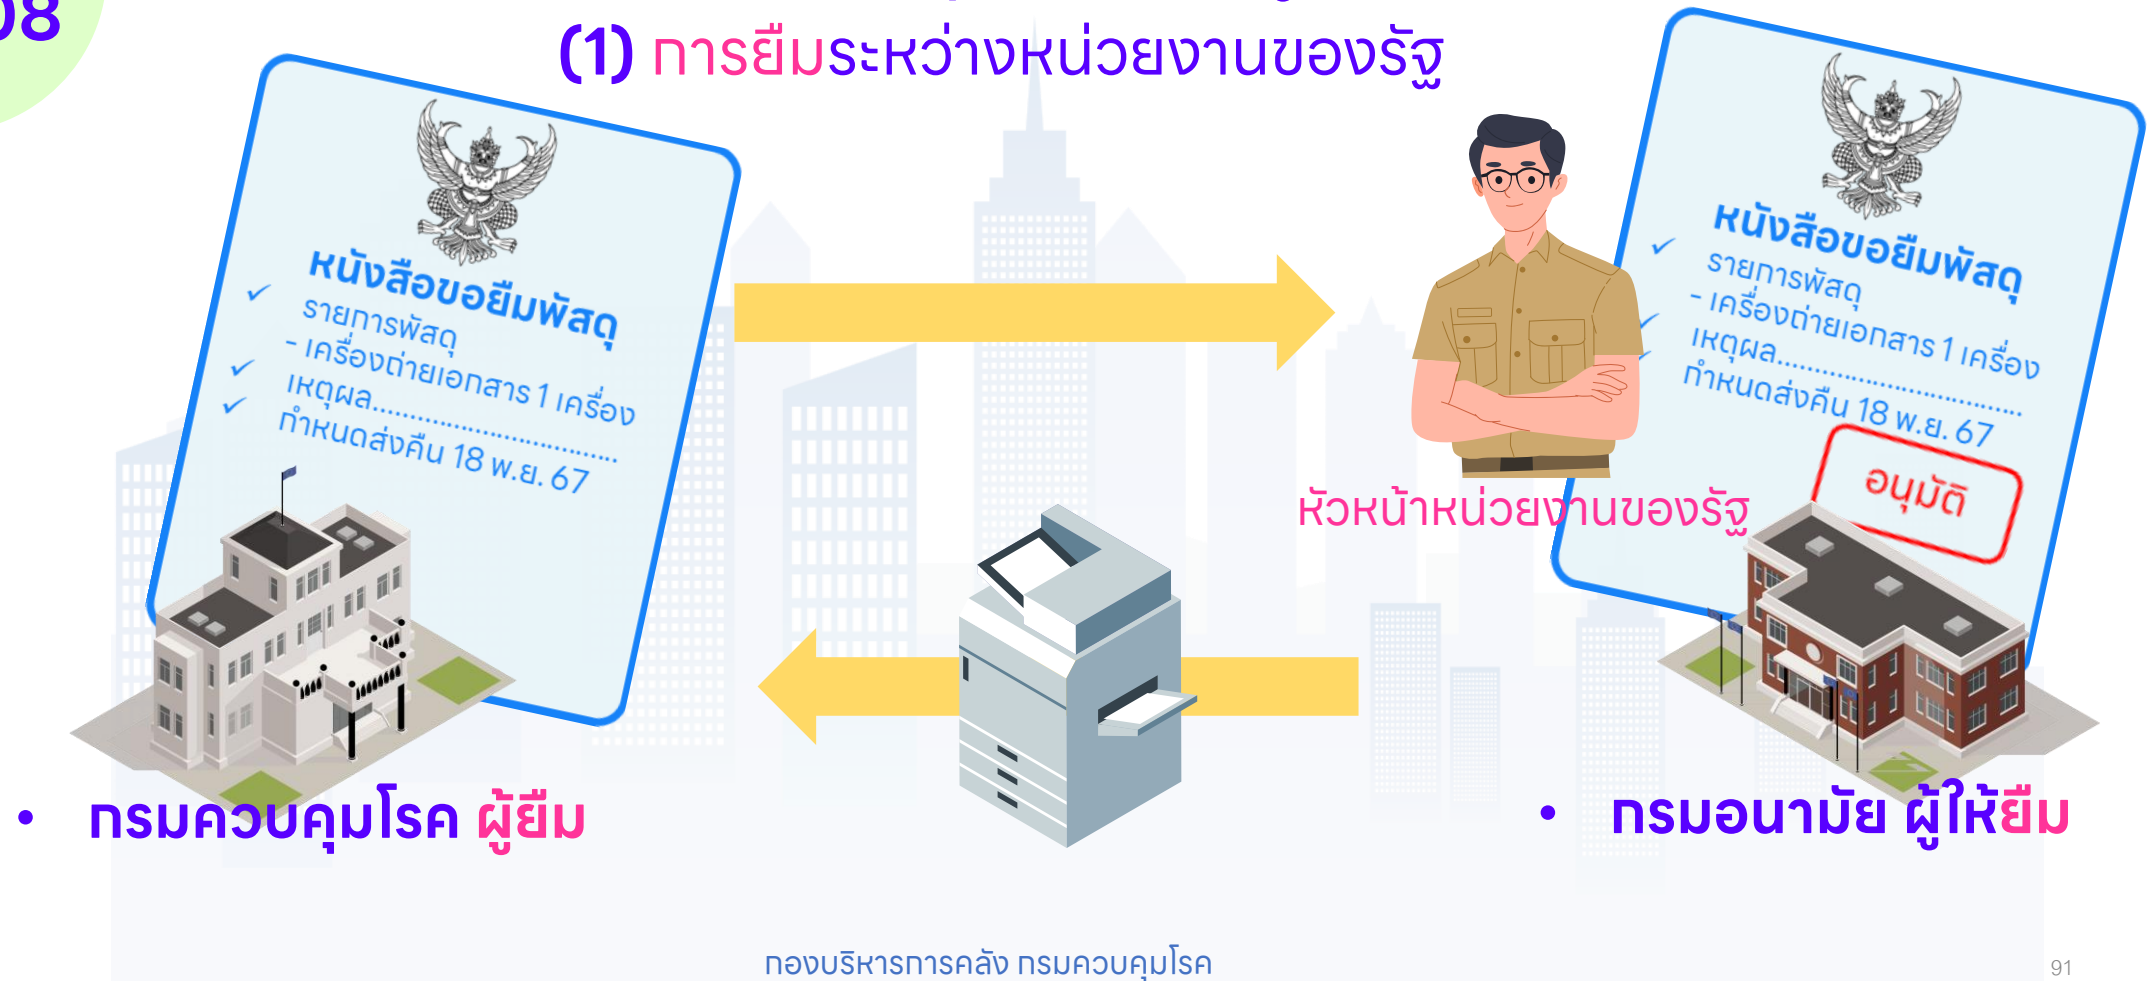 08
(1) การยืมระหว่างหน่วยงานของรัฐ
หนังสือขอยืมพัสดุ
✓ รายการพัสดุ
- เครื่องถ่ายเอกสาร 1 เครื่อง
✓ เหตุผล..............................
✓ กำหนดส่งคืน 18 พ.ย. 67
หนังสือขอยืมพัสดุ
✓ รายการพัสดุ
- เครื่องถ่ายเอกสาร 1 เครื่อง
✓ เหตุผล..............................
✓ กำหนดส่งคืน 18 พ.ย. 67
อนุมัติ
หัวหน้าหน่วยงานของรัฐ
• กรมควบคุมโรค ผู้ยืม
• กรมอนามัย ผู้ให้ยืม
กองบริหารการคลัง กรมควบคุมโรค
91